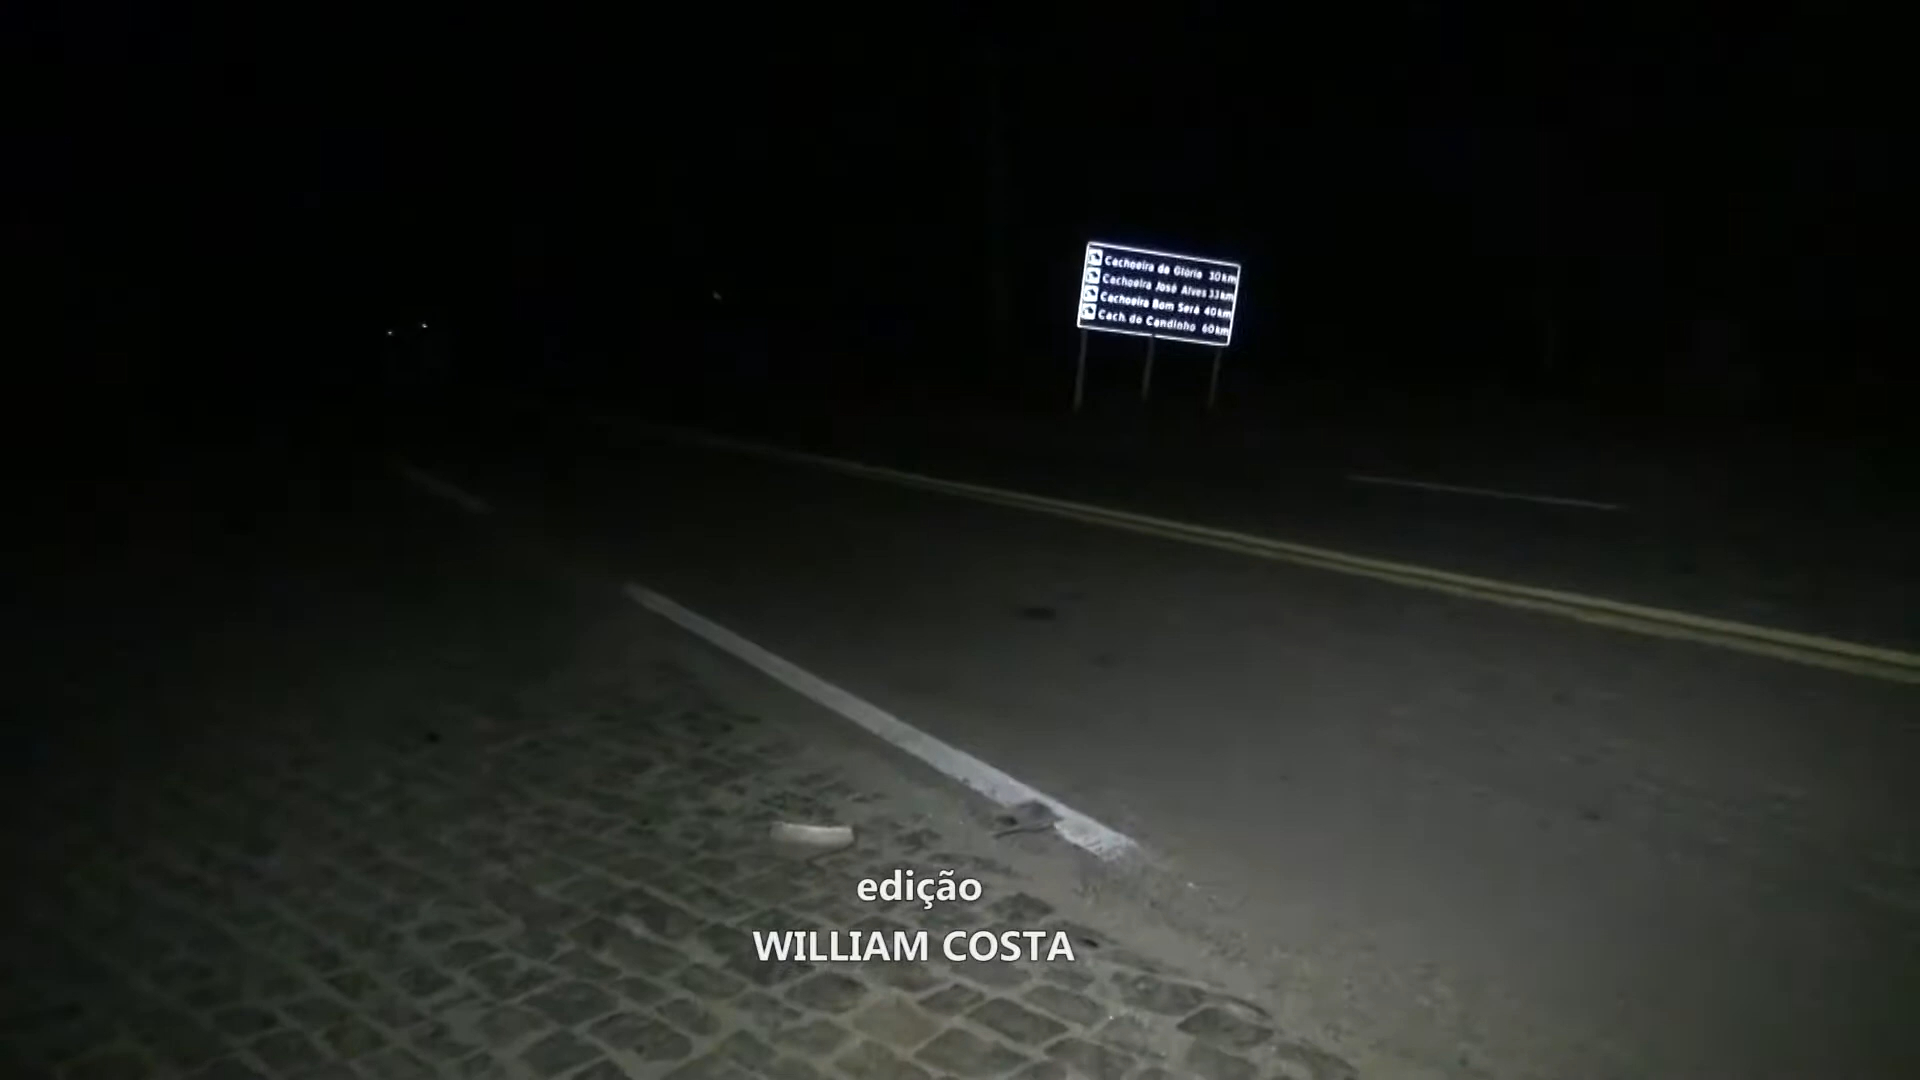 Cachoeira da Glória 30km
Cachoeira José Alves 33km
Cachoeira Bom Será 40km
Cach. do Candinho 60km
edição
WILLIAM COSTA